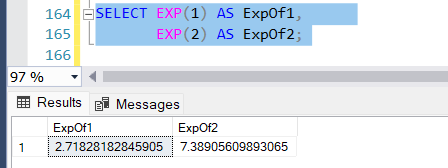 164 SELECT EXP(1) AS ExpOf1,
165 EXP(2) AS ExpOf2;
166
97 %
Results Messages
ExpOf1 ExpOf2
1 2.71828182845905 7.38905609893065